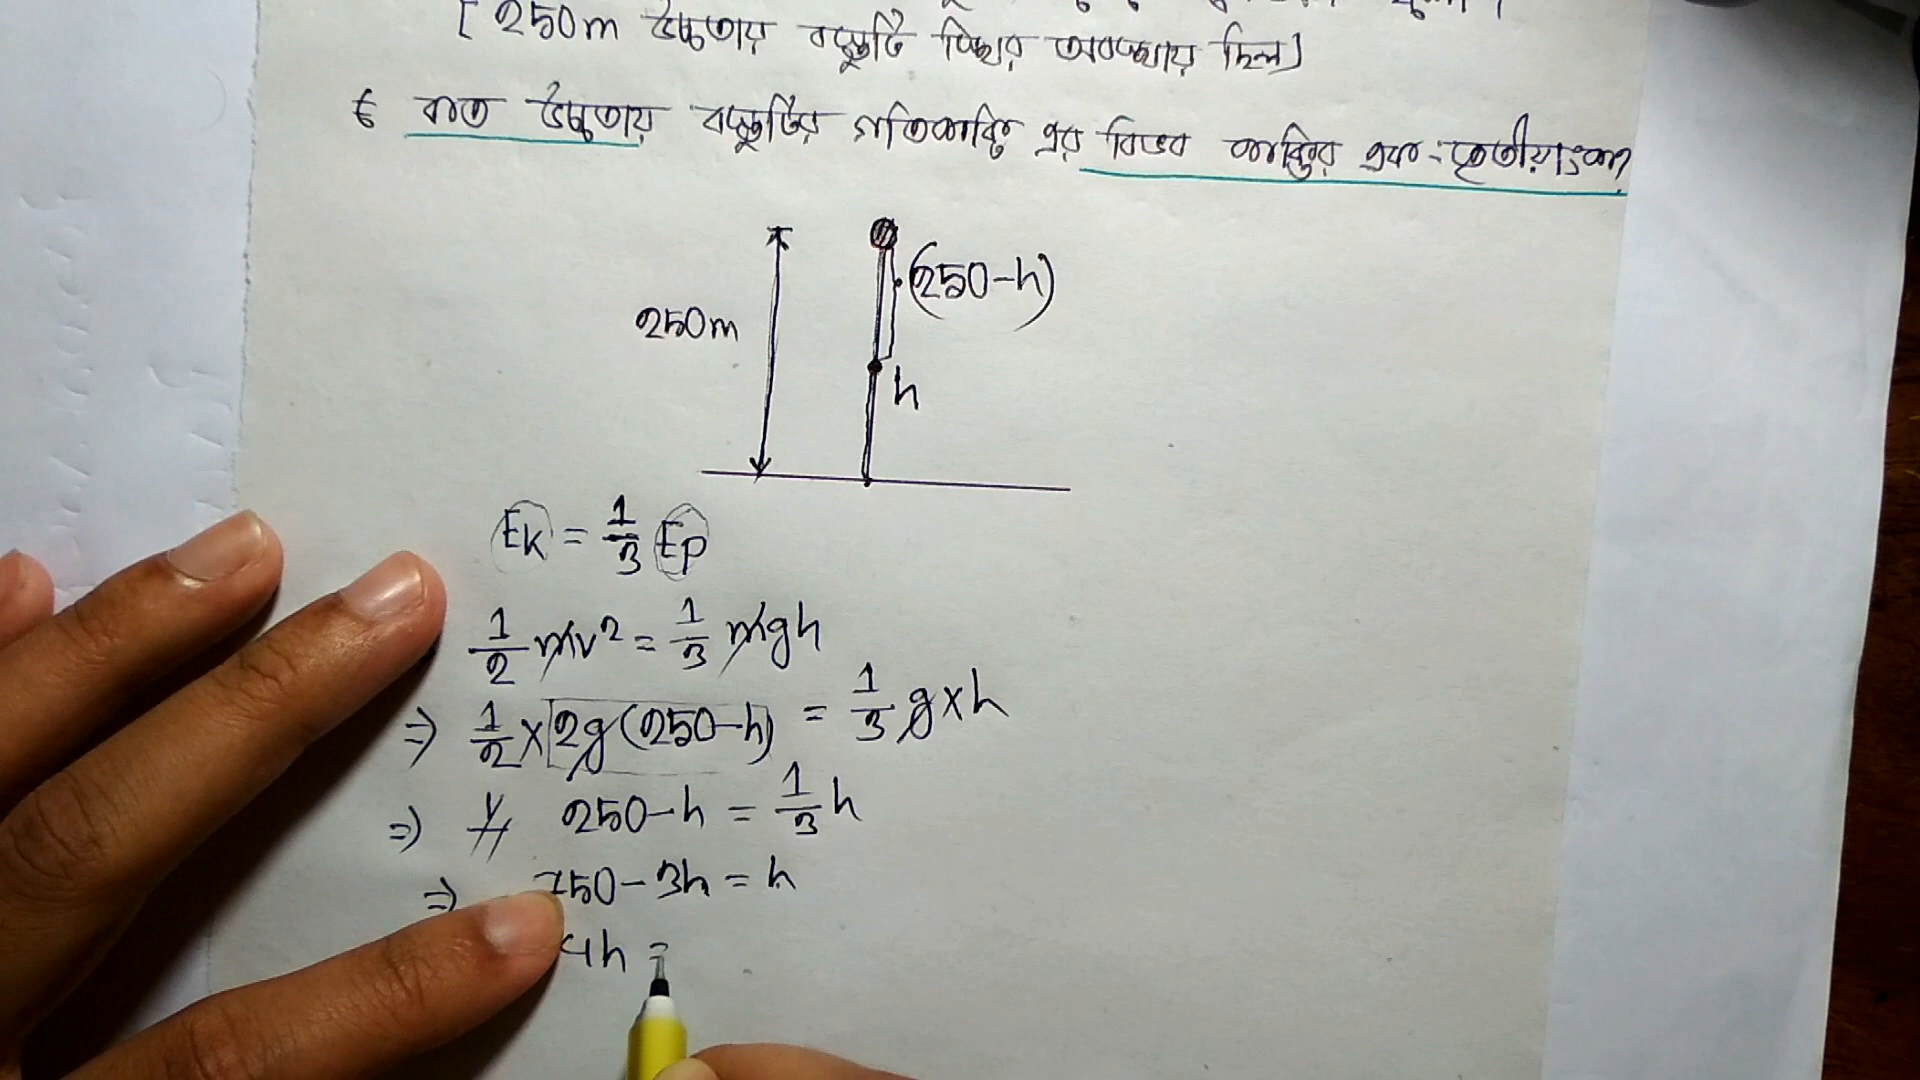 [ 250m উচ্চতায় বস্তুটি স্থির অবস্থায় ছিল]
ξ কত উচ্চতায় বস্তুটির গতিশক্তি এর বিভব শক্তির এক-তৃতীয়াংশ?
(250-h)
250m
h
Ek = 1/3 Ep
1/2 mv² = 1/3 mgh
⇒ 1/2 × 2g(250-h) = 1/3 g×h
⇒ 250-h = 1/3 h
⇒ 750-3h = h
4h =